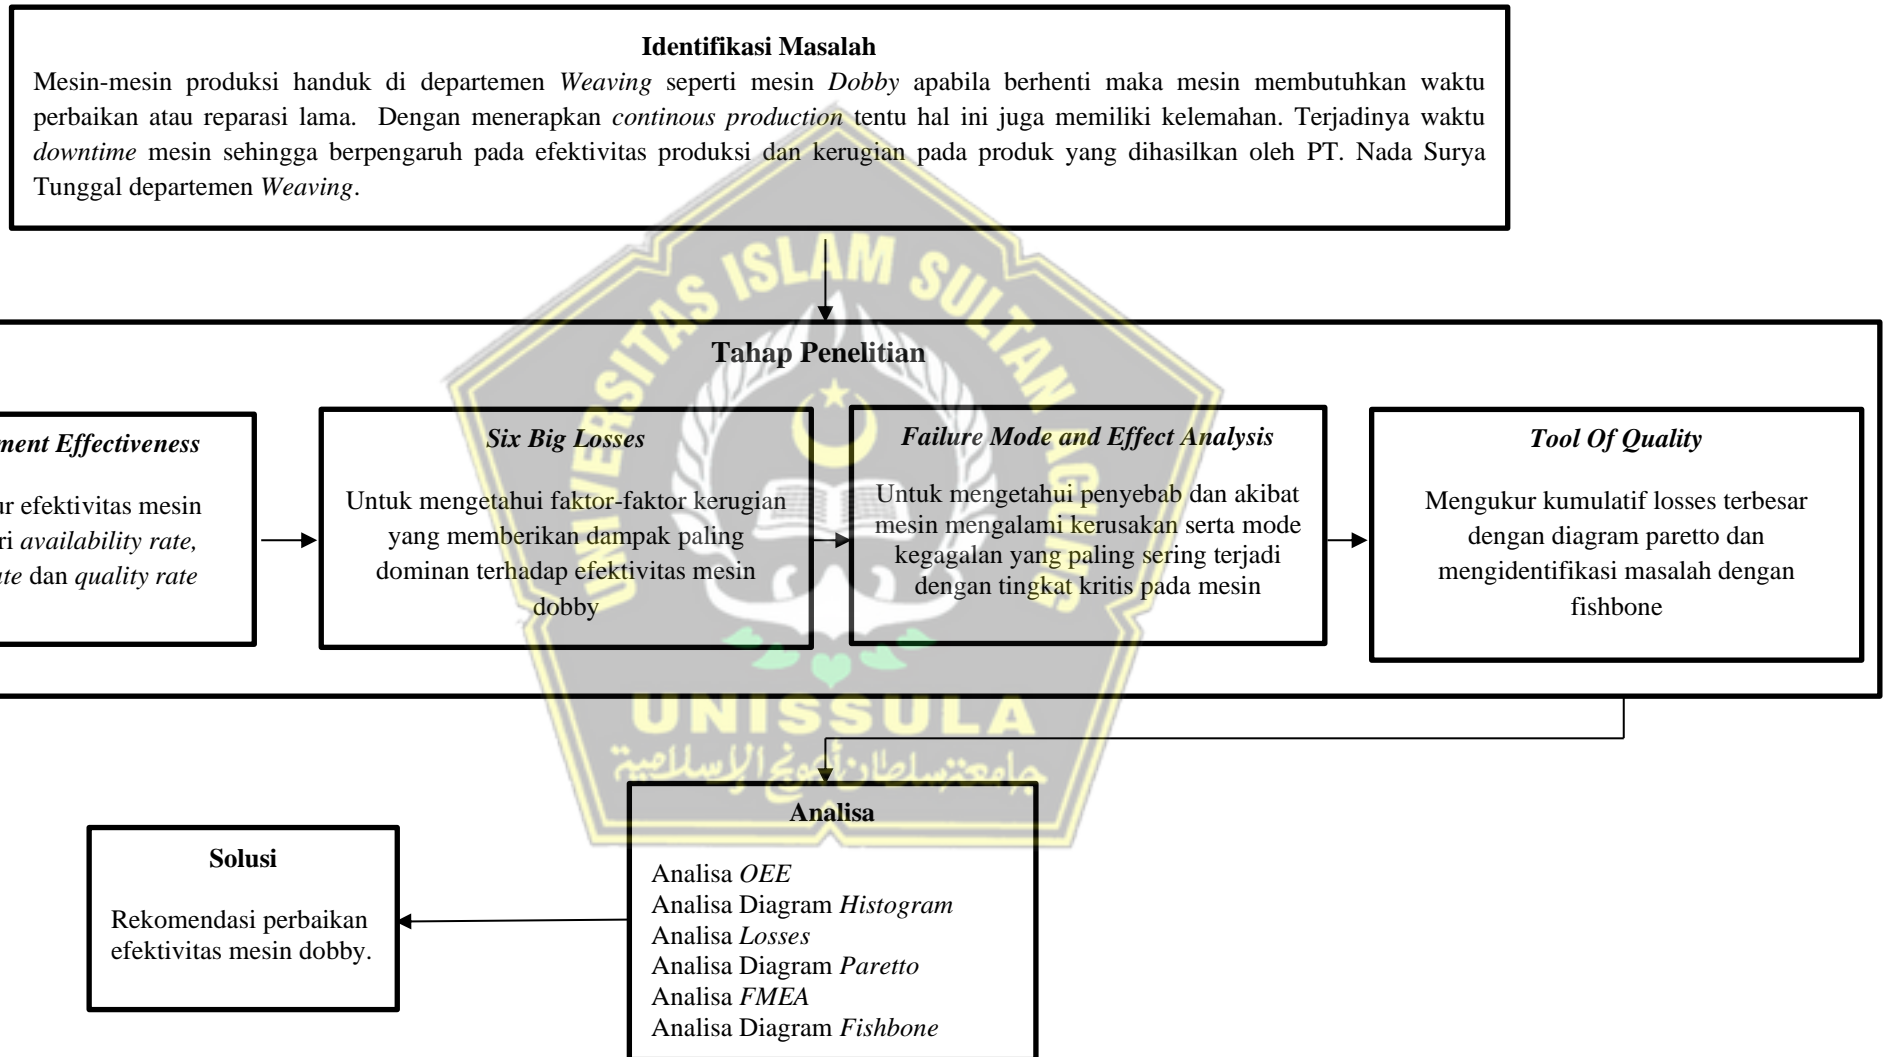 Identifikasi Masalah
Mesin-mesin produksi handuk di departemen Weaving seperti mesin Dobby apabila berhenti maka mesin membutuhkan waktu
perbaikan atau reparasi lama. Dengan menerapkan continous production tentu hal ini juga memiliki kelemahan. Terjadinya waktu
downtime mesin sehingga berpengaruh pada efektivitas produksi dan kerugian pada produk yang dihasilkan oleh PT. Nada Surya
Tunggal departemen Weaving.
UNIVERSITAS ISLAM SULTAN AGUNG
Tahap Penelitian
Effectiveness
efektivitas mesin
availability rate,
dan quality rate
Six Big Losses
Untuk mengetahui faktor-faktor kerugian
yang memberikan dampak paling
dominan terhadap efektivitas mesin
dobby
Failure Mode and Effect Analysis
Untuk mengetahui penyebab dan akibat
mesin mengalami kerusakan serta mode
kegagalan yang paling sering terjadi
dengan tingkat kritis pada mesin
Tool Of Quality
Mengukur kumulatif losses terbesar
dengan diagram paretto dan
mengidentifikasi masalah dengan
fishbone
UNISSULA
جامعة سلطان أجونج الإسلامية
Analisa
Analisa OEE
Analisa Diagram Histogram
Analisa Losses
Analisa Diagram Paretto
Analisa FMEA
Analisa Diagram Fishbone
Solusi
Rekomendasi perbaikan
efektivitas mesin dobby.